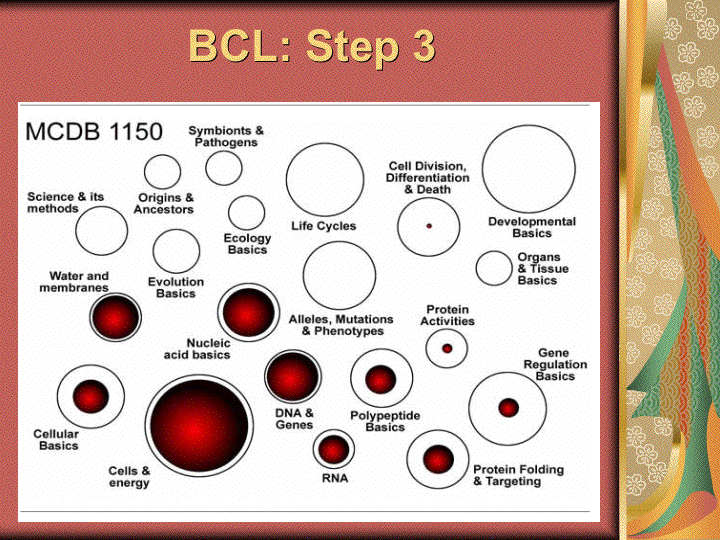 BCL: Step 3
MCDB 1150
Symbionts &
Pathogens
Cell Division,
Differentiation
& Death
Science & its
methods
Origins &
Ancestors
Life Cycles
Developmental
Basics
Ecology
Basics
Organs
& Tissue
Basics
Water and
membranes
Evolution
Basics
Alleles, Mutations
& Phenotypes
Protein
Activities
Nucleic
acid basics
Gene
Regulation
Basics
DNA &
Genes
Polypeptide
Basics
Cellular
Basics
Cells &
energy
RNA
Protein Folding
& Targeting